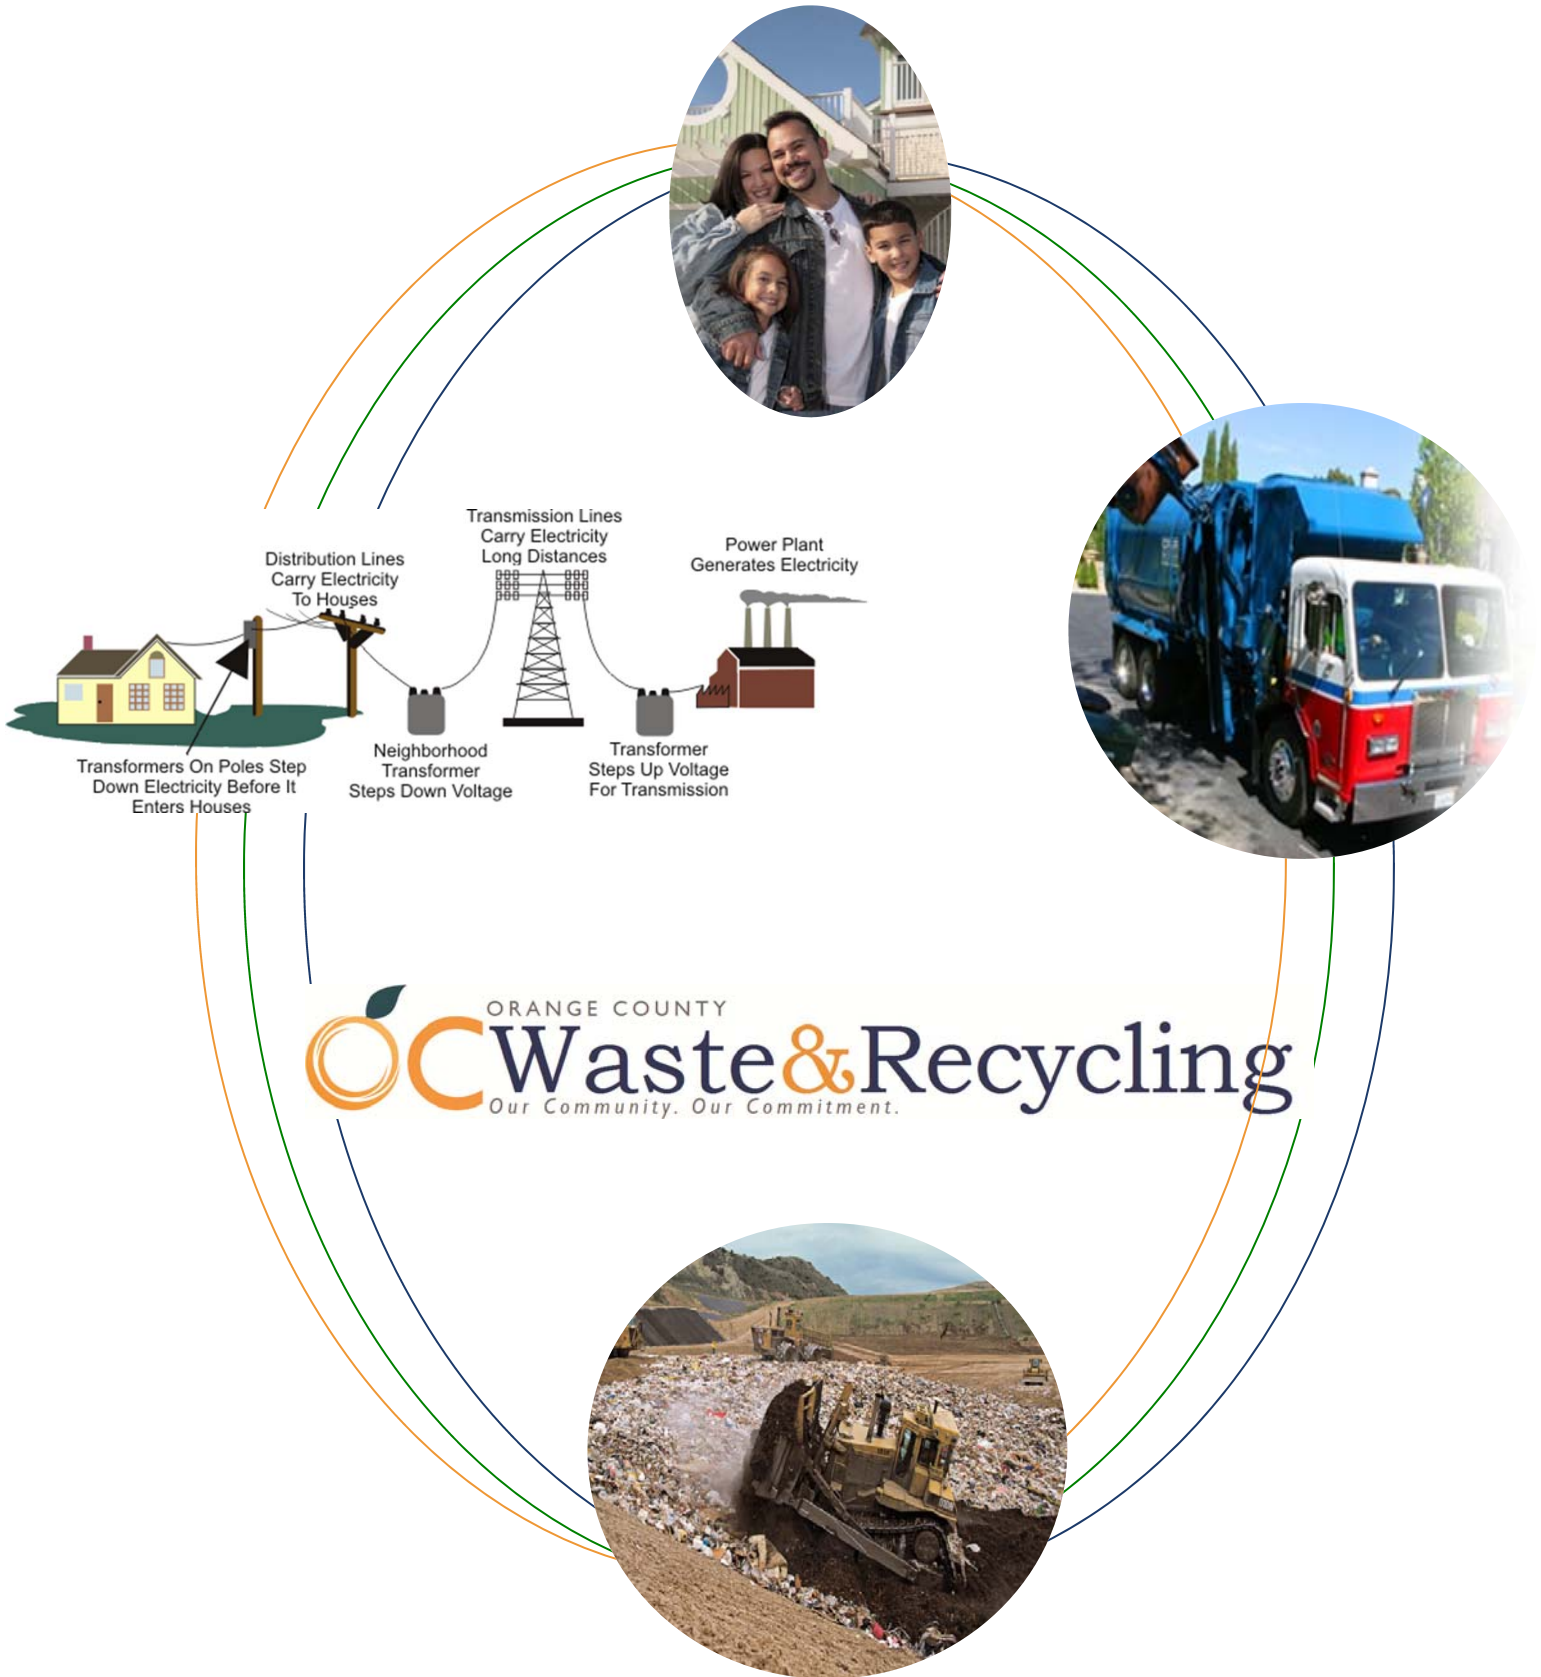 Transmission Lines
Carry Electricity
Long Distances
Power Plant
Generates Electricity
Distribution Lines
Carry Electricity
To Houses
Neighborhood
Transformer
Steps Down Voltage
Transformer
Steps Up Voltage
For Transmission
Transformers On Poles Step
Down Electricity Before It
Enters Houses
ORANGE COUNTY
OC Waste&Recycling
Our Community. Our Commitment.